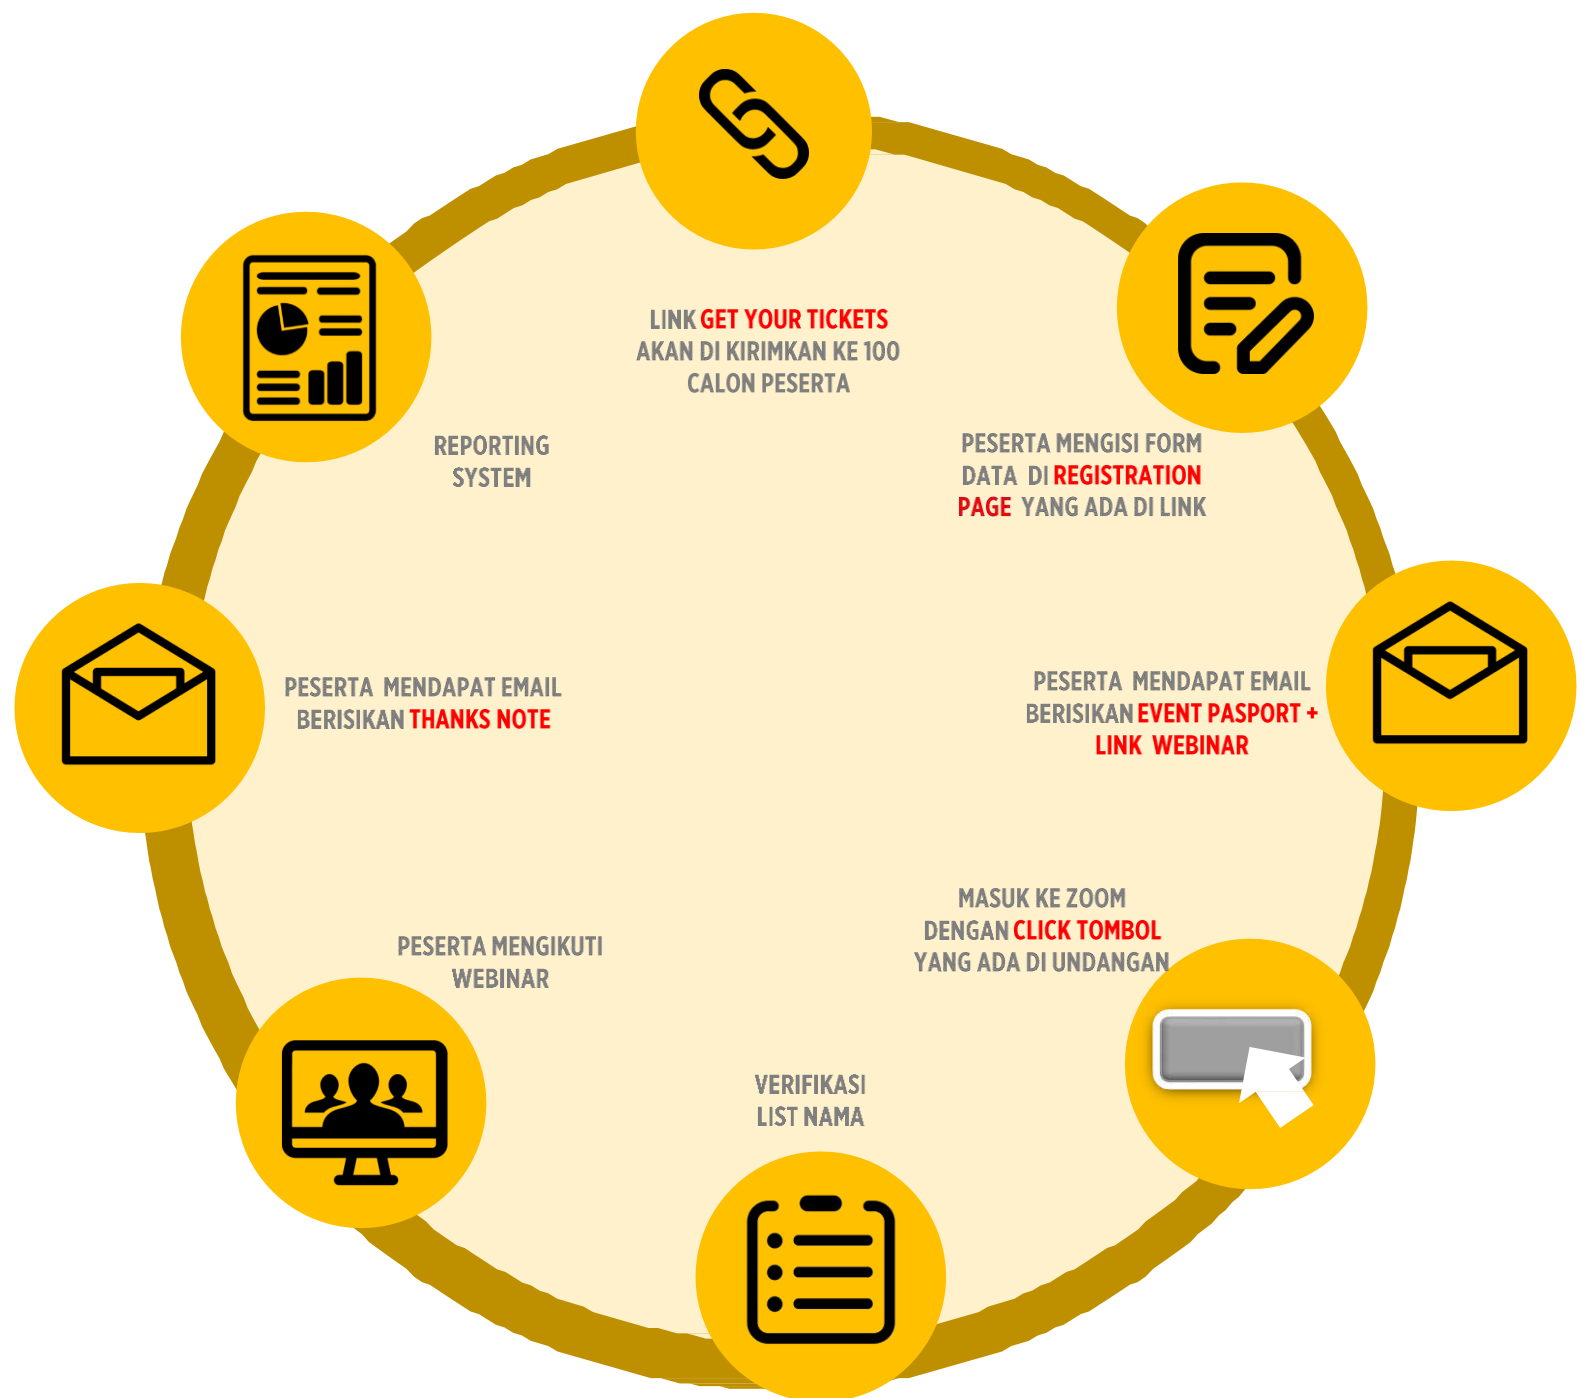 LINK GET YOUR TICKETS
AKAN DI KIRIMKAN KE 100
CALON PESERTA
PESERTA MENGISI FORM
DATA DI REGISTRATION
PAGE YANG ADA DI LINK
PESERTA MENDAPAT EMAIL
BERISIKAN EVENT PASPORT +
LINK WEBINAR
MASUK KE ZOOM
DENGAN CLICK TOMBOL
YANG ADA DI UNDANGAN
VERIFIKASI
LIST NAMA
PESERTA MENGIKUTI
WEBINAR
PESERTA MENDAPAT EMAIL
BERISIKAN THANKS NOTE
REPORTING
SYSTEM